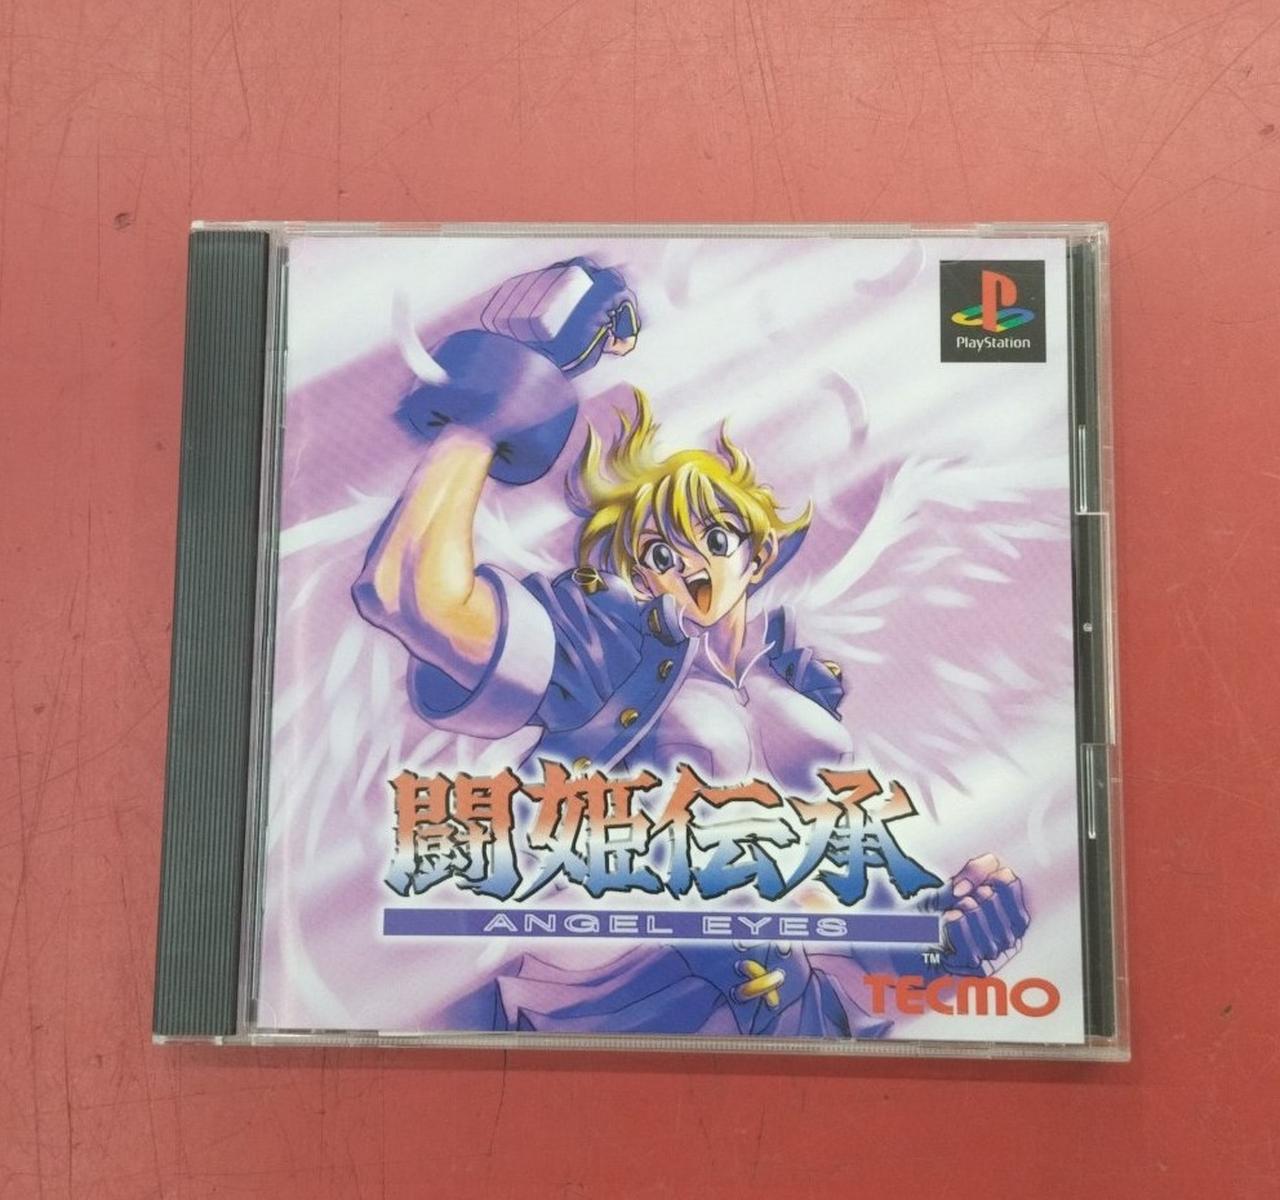 PlayStation
闘姫伝承
ANGEL EYES
TM
TECMO